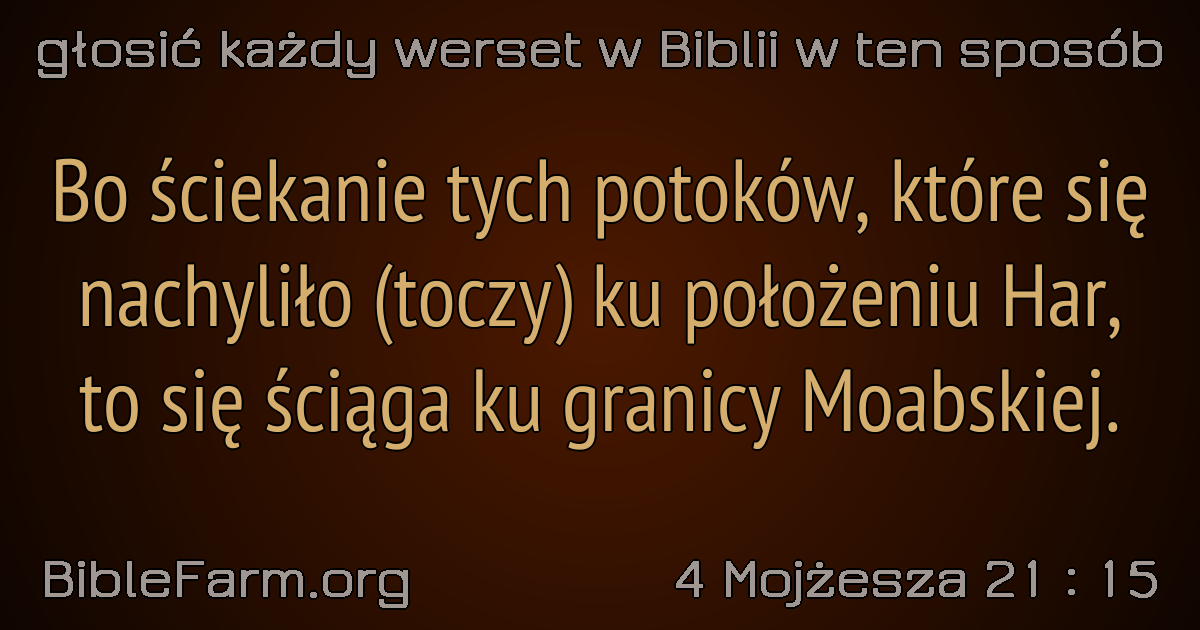 głosić każdy werset w Biblii w ten sposób
Bo ściekanie tych potoków, które się
nachyliło (toczy) ku położeniu Har,
to się ściąga ku granicy Moabskiej.
BibleFarm.org
4 Mojżesza 21 : 15